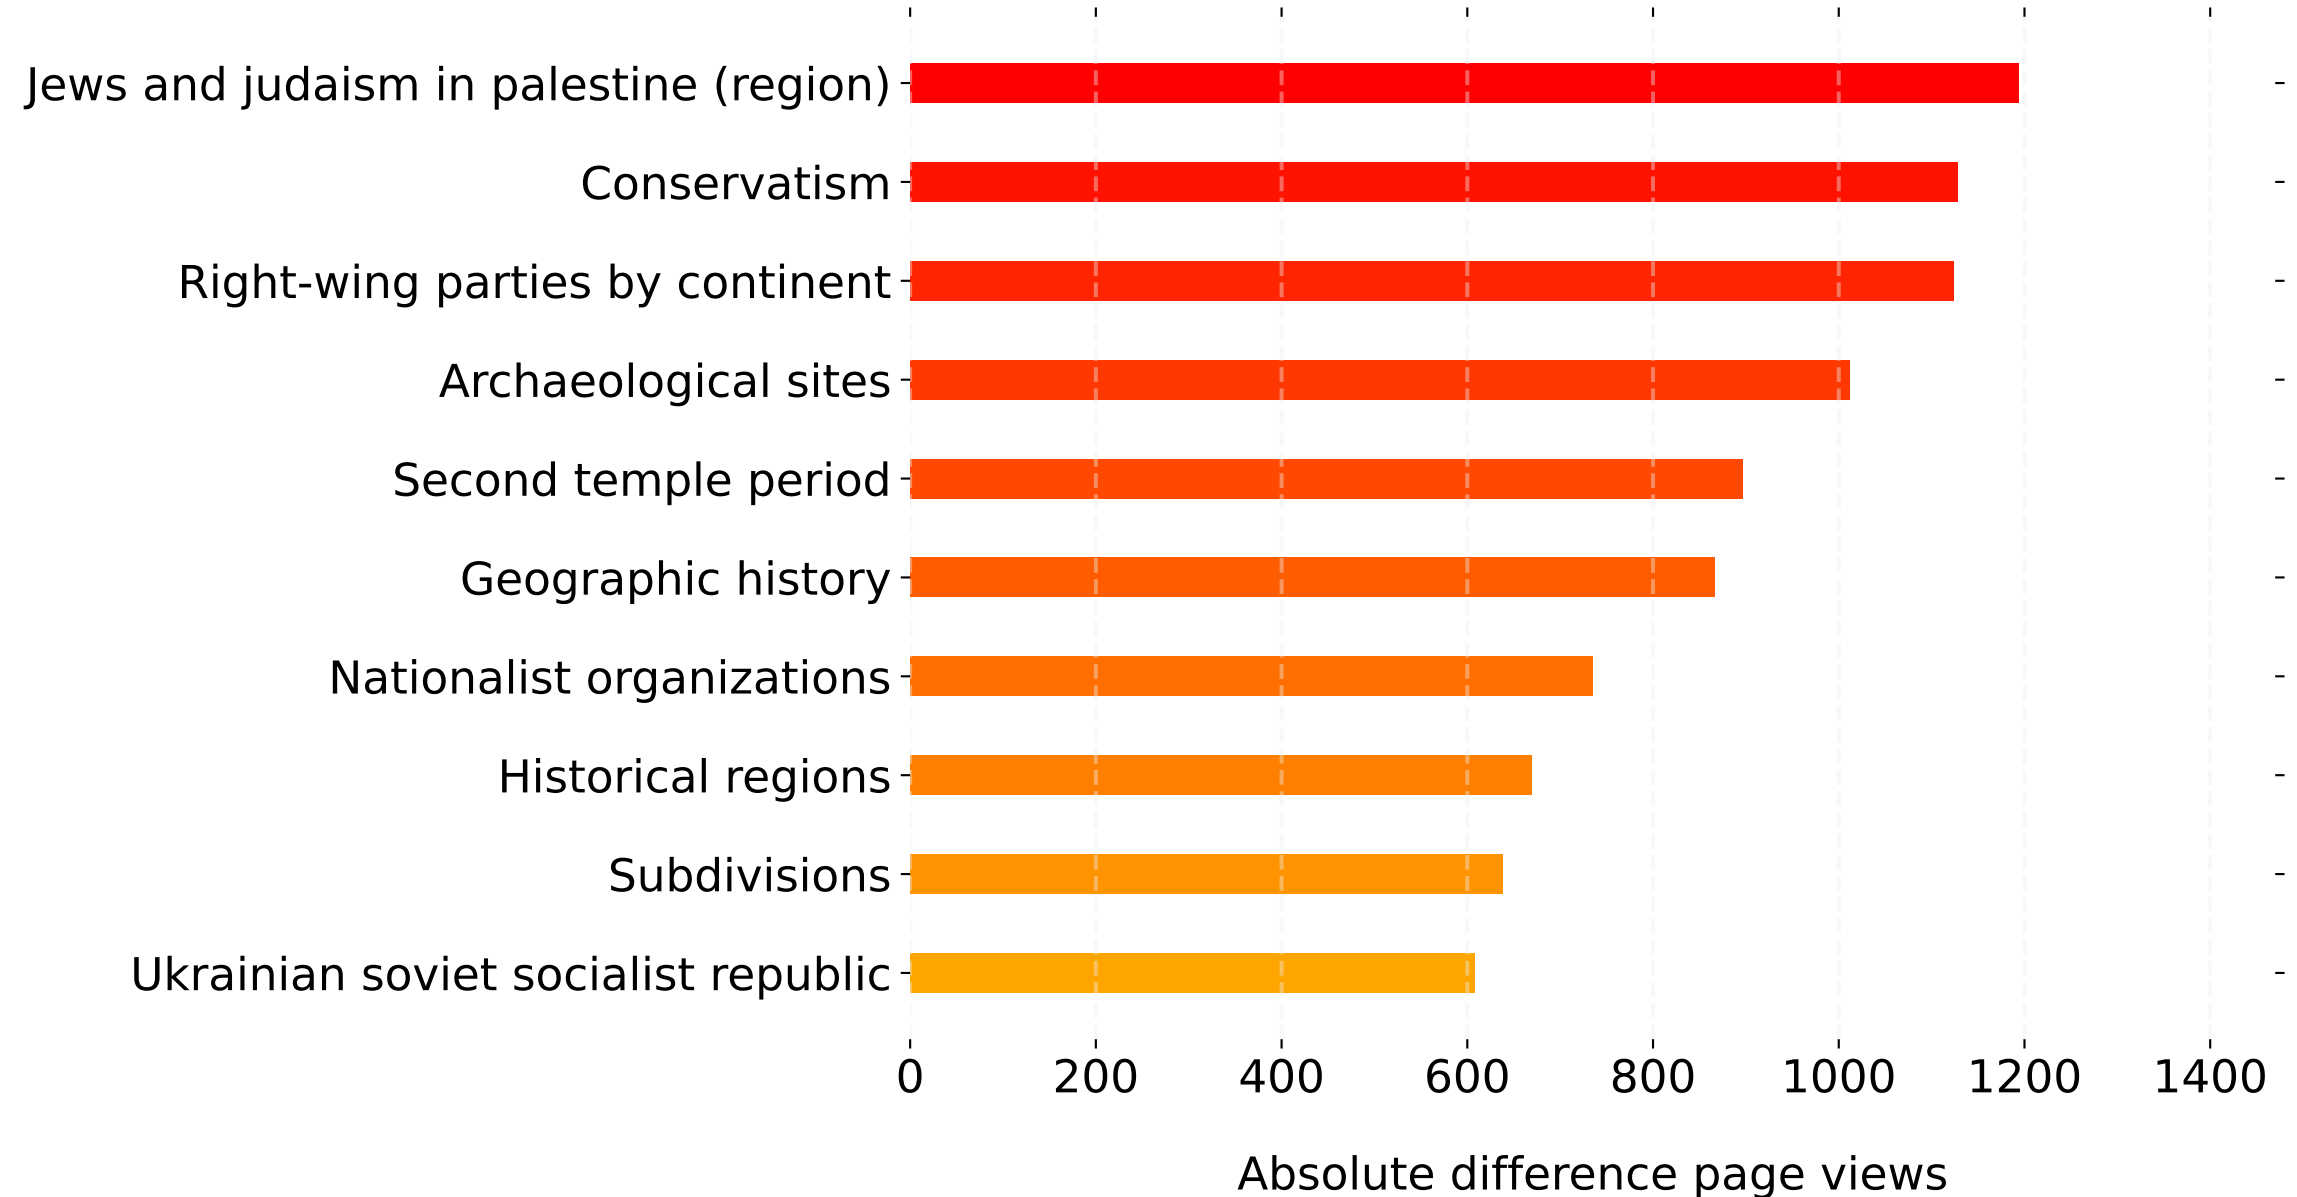 Jews and judaism in palestine (region)
Conservatism
Right-wing parties by continent
Archaeological sites
Second temple period
Geographic history
Nationalist organizations
Historical regions
Subdivisions
Ukrainian soviet socialist republic
0 200 400 600 800 1000 1200 1400
Absolute difference page views